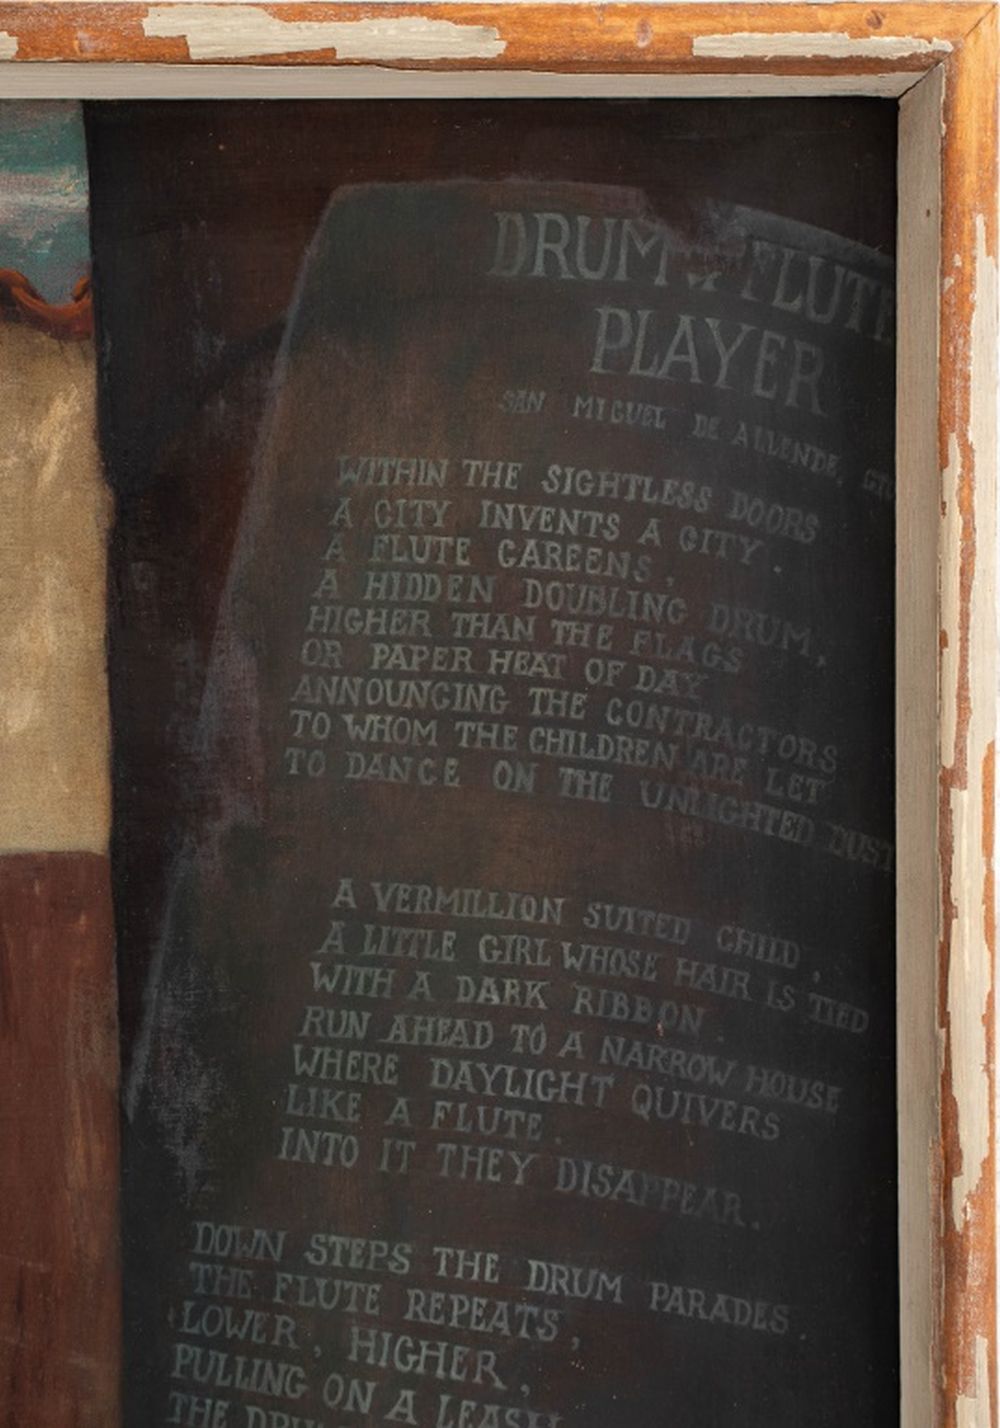 DRUM & FLUTE
PLAYER
SAN MIGUEL DE ALLENDE, GTO
WITHIN THE SIGHTLESS DOORS
A CITY INVENTS A CITY.
A FLUTE CAREENS,
A HIDDEN DOUBLING DRUM,
HIGHER THAN THE FLAGS
OR PAPER HEAT OF DAY
ANNOUNCING THE CONTRACTORS
TO WHOM THE CHILDREN ARE LET
TO DANCE ON THE UNLIGHTED DUST
A VERMILLION SUITED CHILD,
A LITTLE GIRL WHOSE HAIR IS TIED
WITH A DARK RIBBON.
RUN AHEAD TO A NARROW HOUSE
WHERE DAYLIGHT QUIVERS
LIKE A FLUTE.
INTO IT THEY DISAPPEAR.
DOWN STEPS THE DRUM PARADES.
THE FLUTE REPEATS,
LOWER, HIGHER,
PULLING ON A LEASH
THE